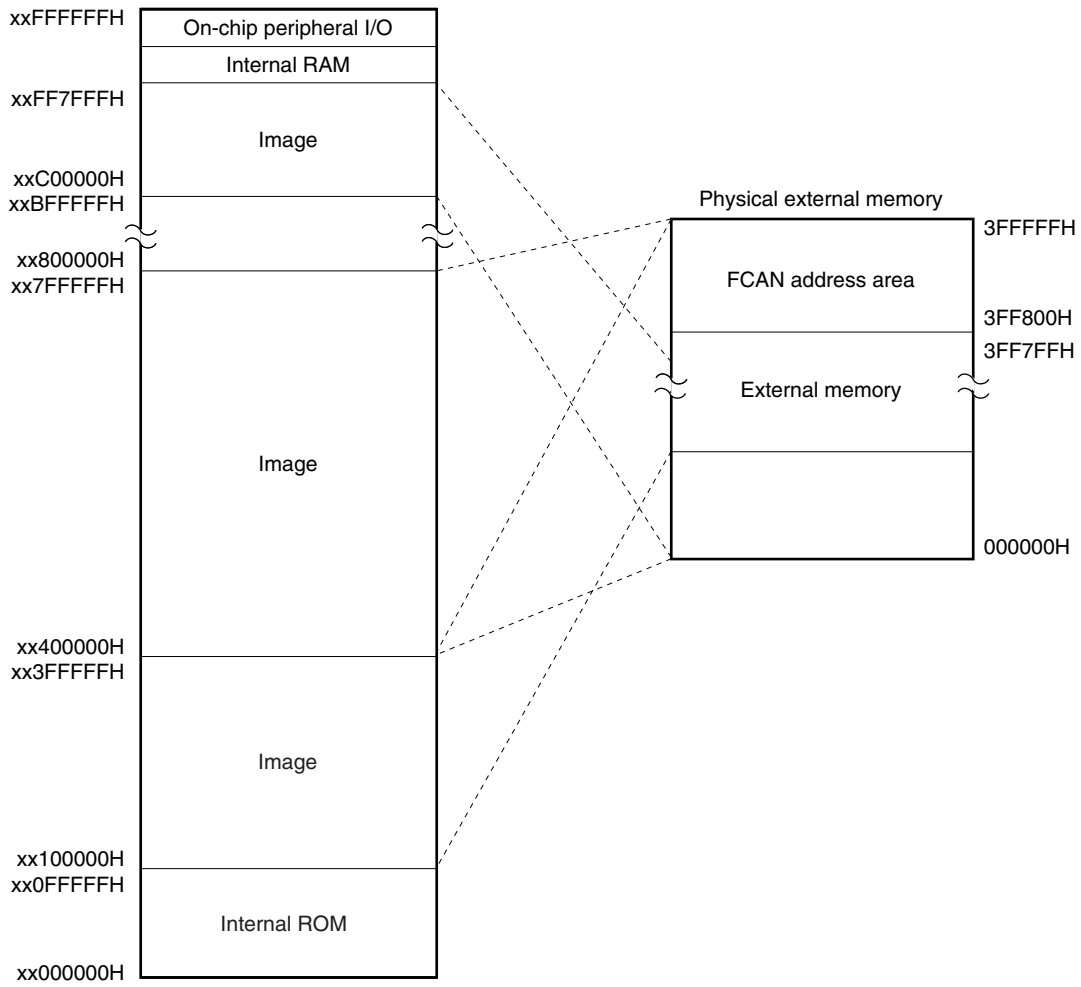 xxFFFFFFH
On-chip peripheral I/O
Internal RAM
xxFF7FFFH
Image
xxC00000H
xxBFFFFFH
xx800000H
xx7FFFFFH
Image
xx400000H
xx3FFFFFH
Image
xx100000H
xx0FFFFFH
Internal ROM
xx000000H
Physical external memory
3FFFFFH
FCAN address area
3FF800H
3FF7FFH
External memory
000000H